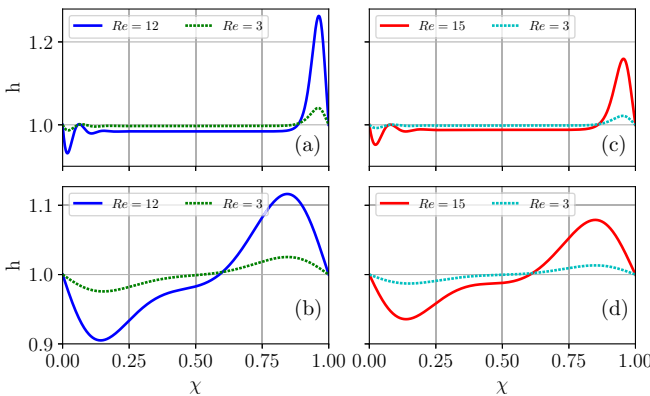 Re = 12 Re = 3
Re = 15 Re = 3
1.2
1.0
h
(a)
(c)
Re = 12 Re = 3
Re = 15 Re = 3
1.1
1.0
0.9
h
(b)
(d)
0.00 0.25 0.50 0.75 1.00
0.00 0.25 0.50 0.75 1.00
χ
χ